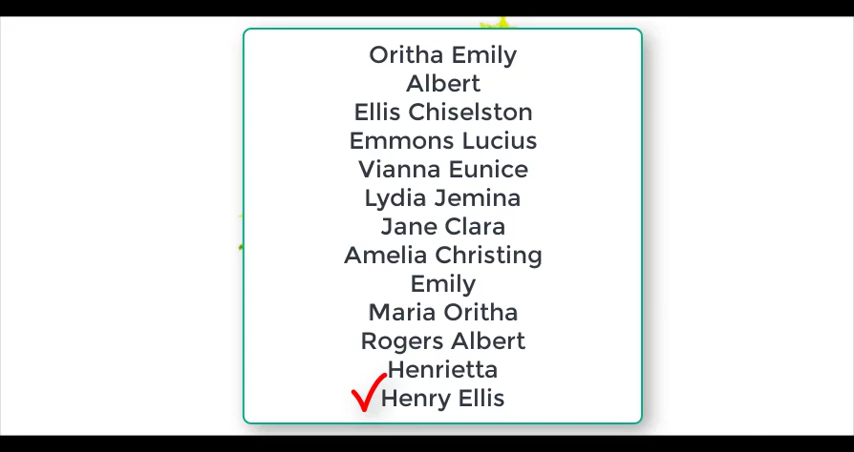 Oritha Emily
Albert
Ellis Chiselston
Emmons Lucius
Vianna Eunice
Lydia Jemina
Jane Clara
Amelia Christing
Emily
Maria Oritha
Rogers Albert
Henrietta
Henry Ellis